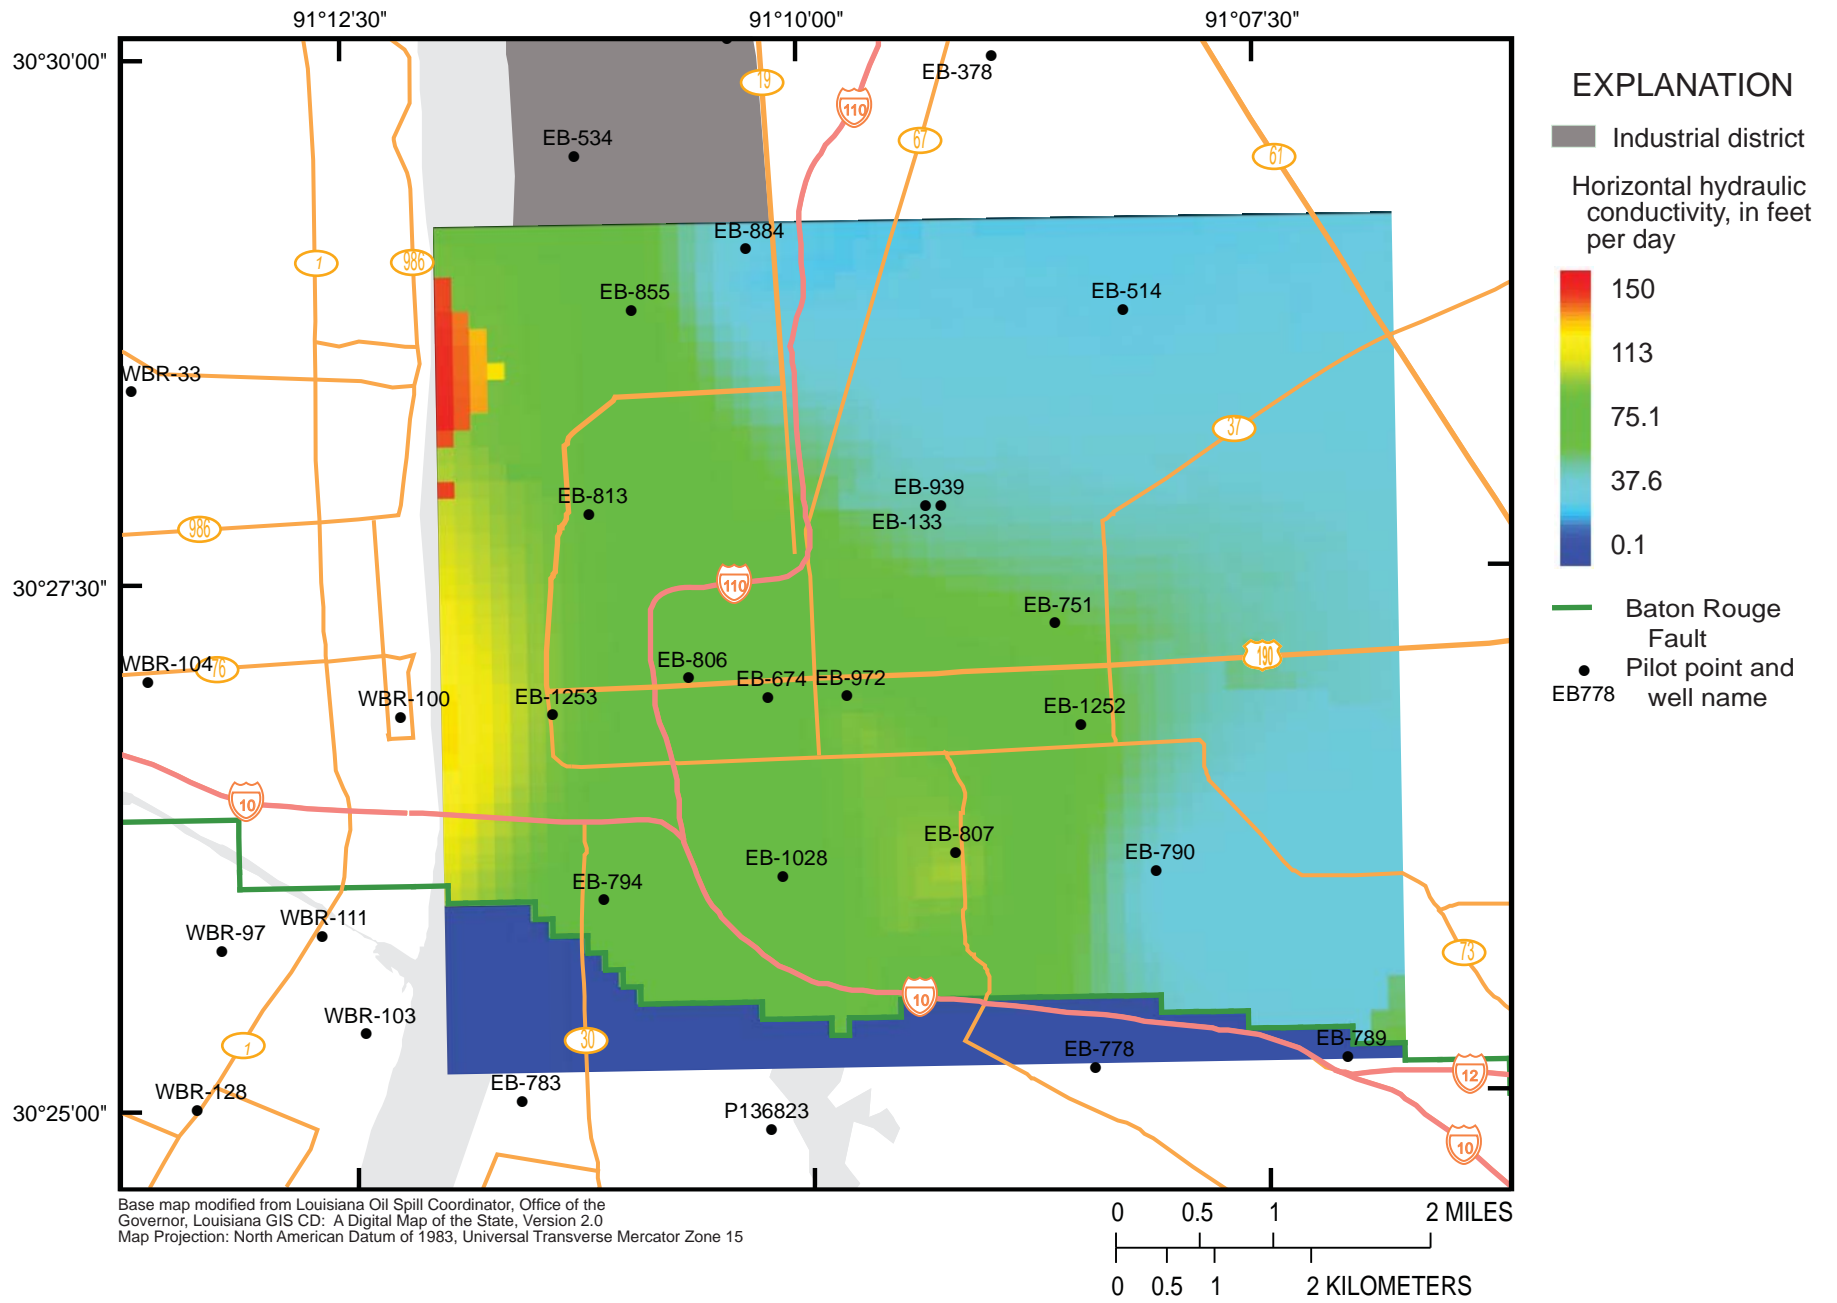 91°12'30"
91°10'00"
91°07'30"
30°30'00"
EB-378
19
110
67
61
EB-534
EB-884
1
986
EB-855
EB-514
WBR-33
37
EB-813
EB-939
EB-133
986
110
30°27'30"
EB-751
190
WBR-104
76
EB-806
EB-674
EB-972
WBR-100
EB-1253
EB-1252
10
EB-807
EB-790
EB-1028
EB-794
WBR-111
WBR-97
73
10
WBR-103
1
30
EB-778
EB-789
12
EB-783
WBR-128
P136823
30°25'00"
10
EXPLANATION
Industrial district
Horizontal hydraulic
conductivity, in feet
per day
150
113
75.1
37.6
0.1
Baton Rouge
Fault
Pilot point and
EB778
well name
Base map modified from Louisiana Oil Spill Coordinator, Office of the
Governor, Louisiana GIS CD: A Digital Map of the State, Version 2.0
Map Projection: North American Datum of 1983, Universal Transverse Mercator Zone 15
0 0.5 1 2 MILES
0 0.5 1 2 KILOMETERS